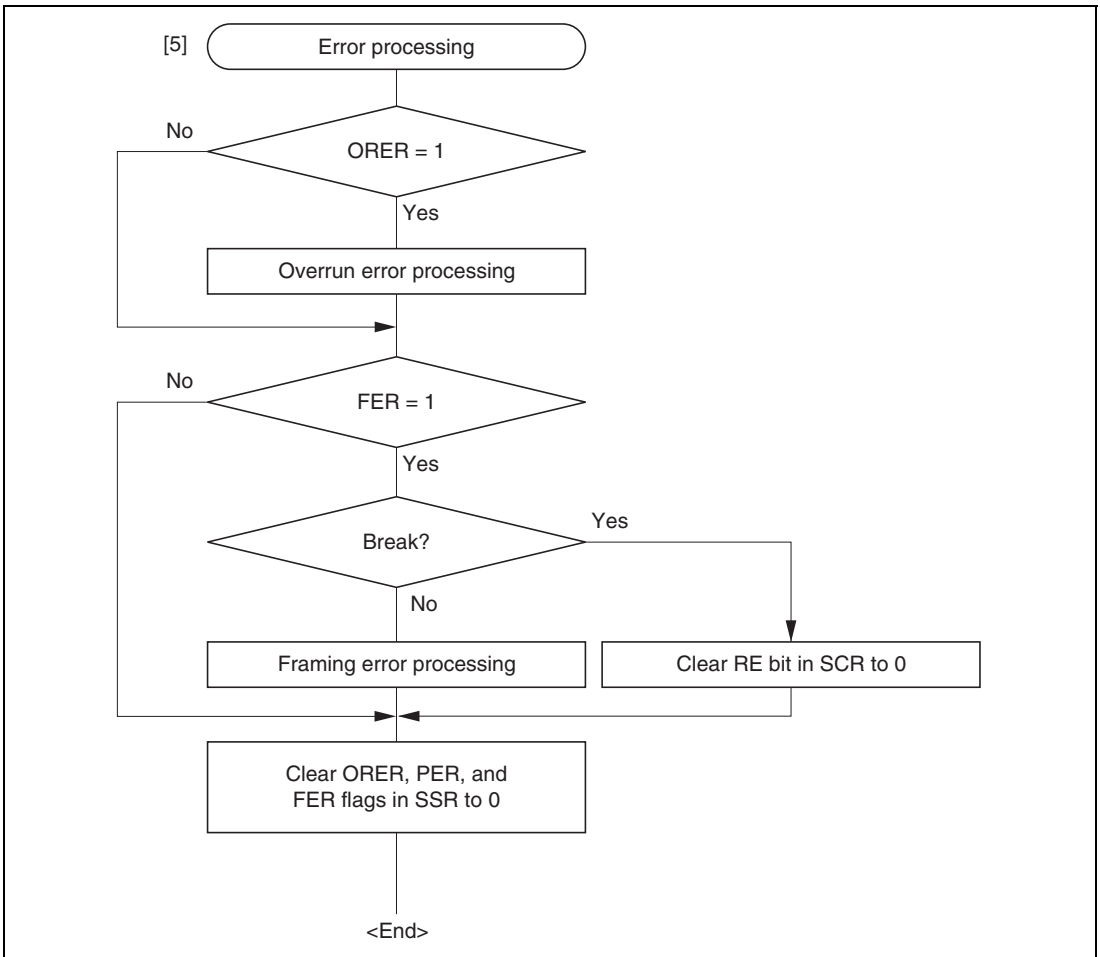 [5] Error processing
No
ORER = 1
Yes
Overrun error processing
No
FER = 1
Yes
Break?
Yes
No
Framing error processing
Clear RE bit in SCR to 0
Clear ORER, PER, and
FER flags in SSR to 0
<End>